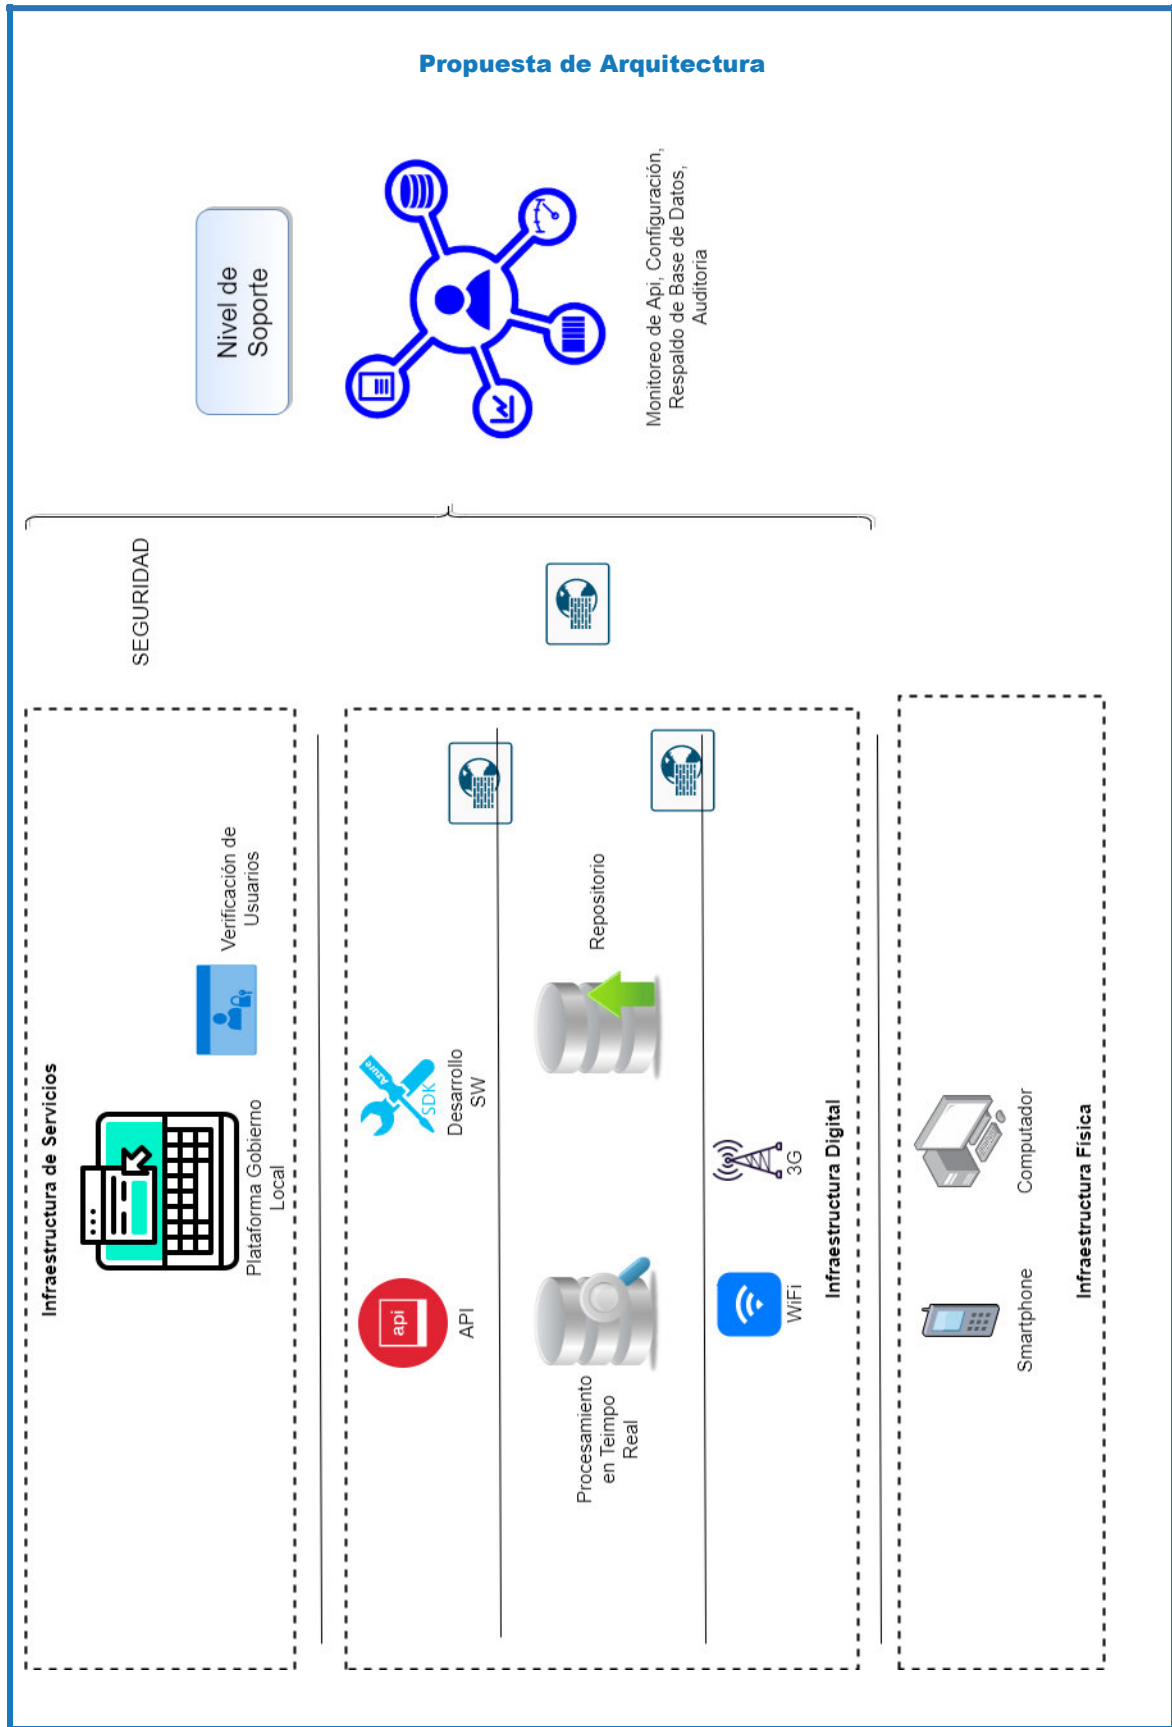 Propuesta de Arquitectura
Infraestructura de Servicios
Plataforma Gobierno
Local
Verificación de
Usuarios
SEGURIDAD
Nivel de
Soporte
Monitoreo de Api, Configuración,
Respaldo de Base de Datos,
Auditoria
api
API
Azure
SDK
Desarrollo
SW
Procesamiento
en Teimpo
Real
Repositorio
WiFi
3G
Infraestructura Digital
Smartphone
Computador
Infraestructura Fisica